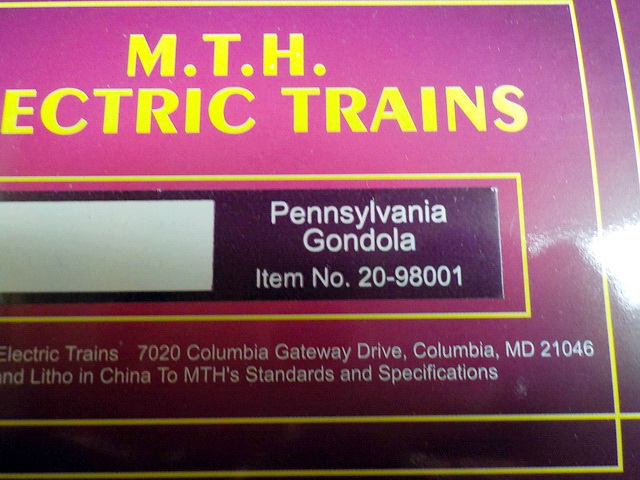 M.T.H.
ECTRIC TRAINS
Pennsylvania
Gondola
Item No. 20-98001
Electric Trains 7020 Columbia Gateway Drive, Columbia, MD 21046
nd Litho in China To MTH's Standards and Specifications